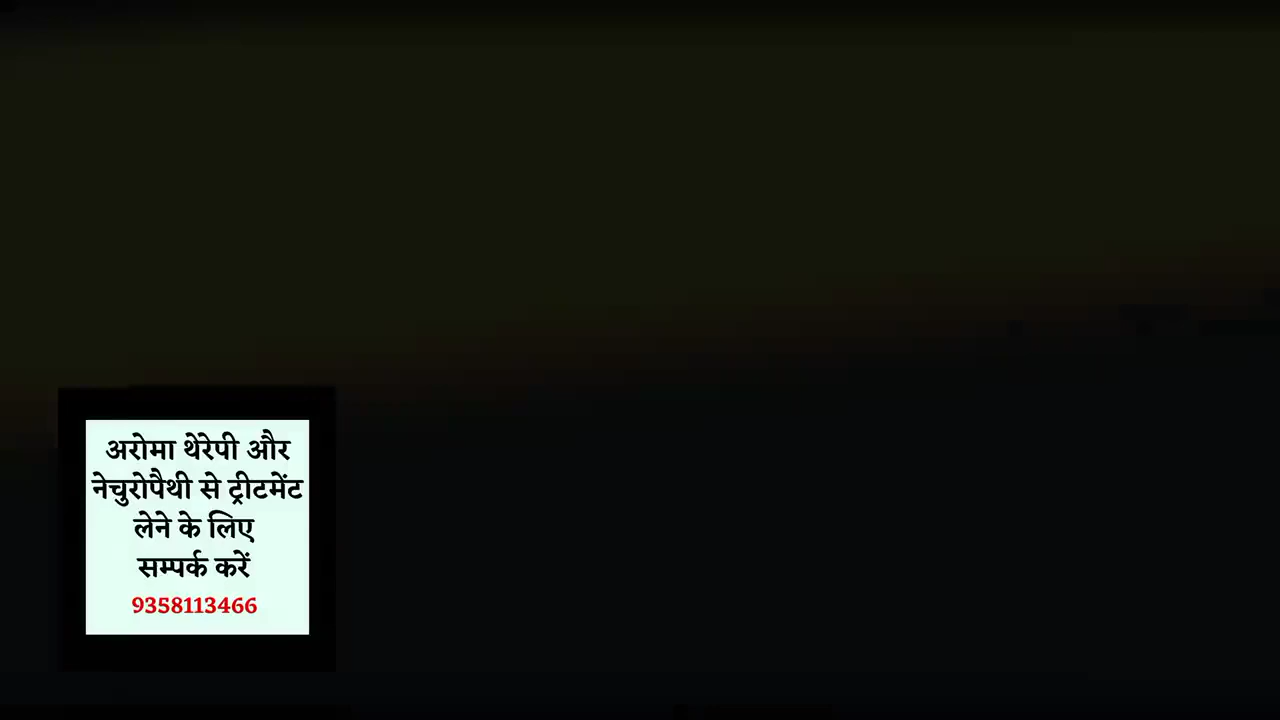 अरोमा थेरेपी और
नेचुरोपैथी से ट्रीटमेंट
लेने के लिए
सम्पर्क करें
9358113466